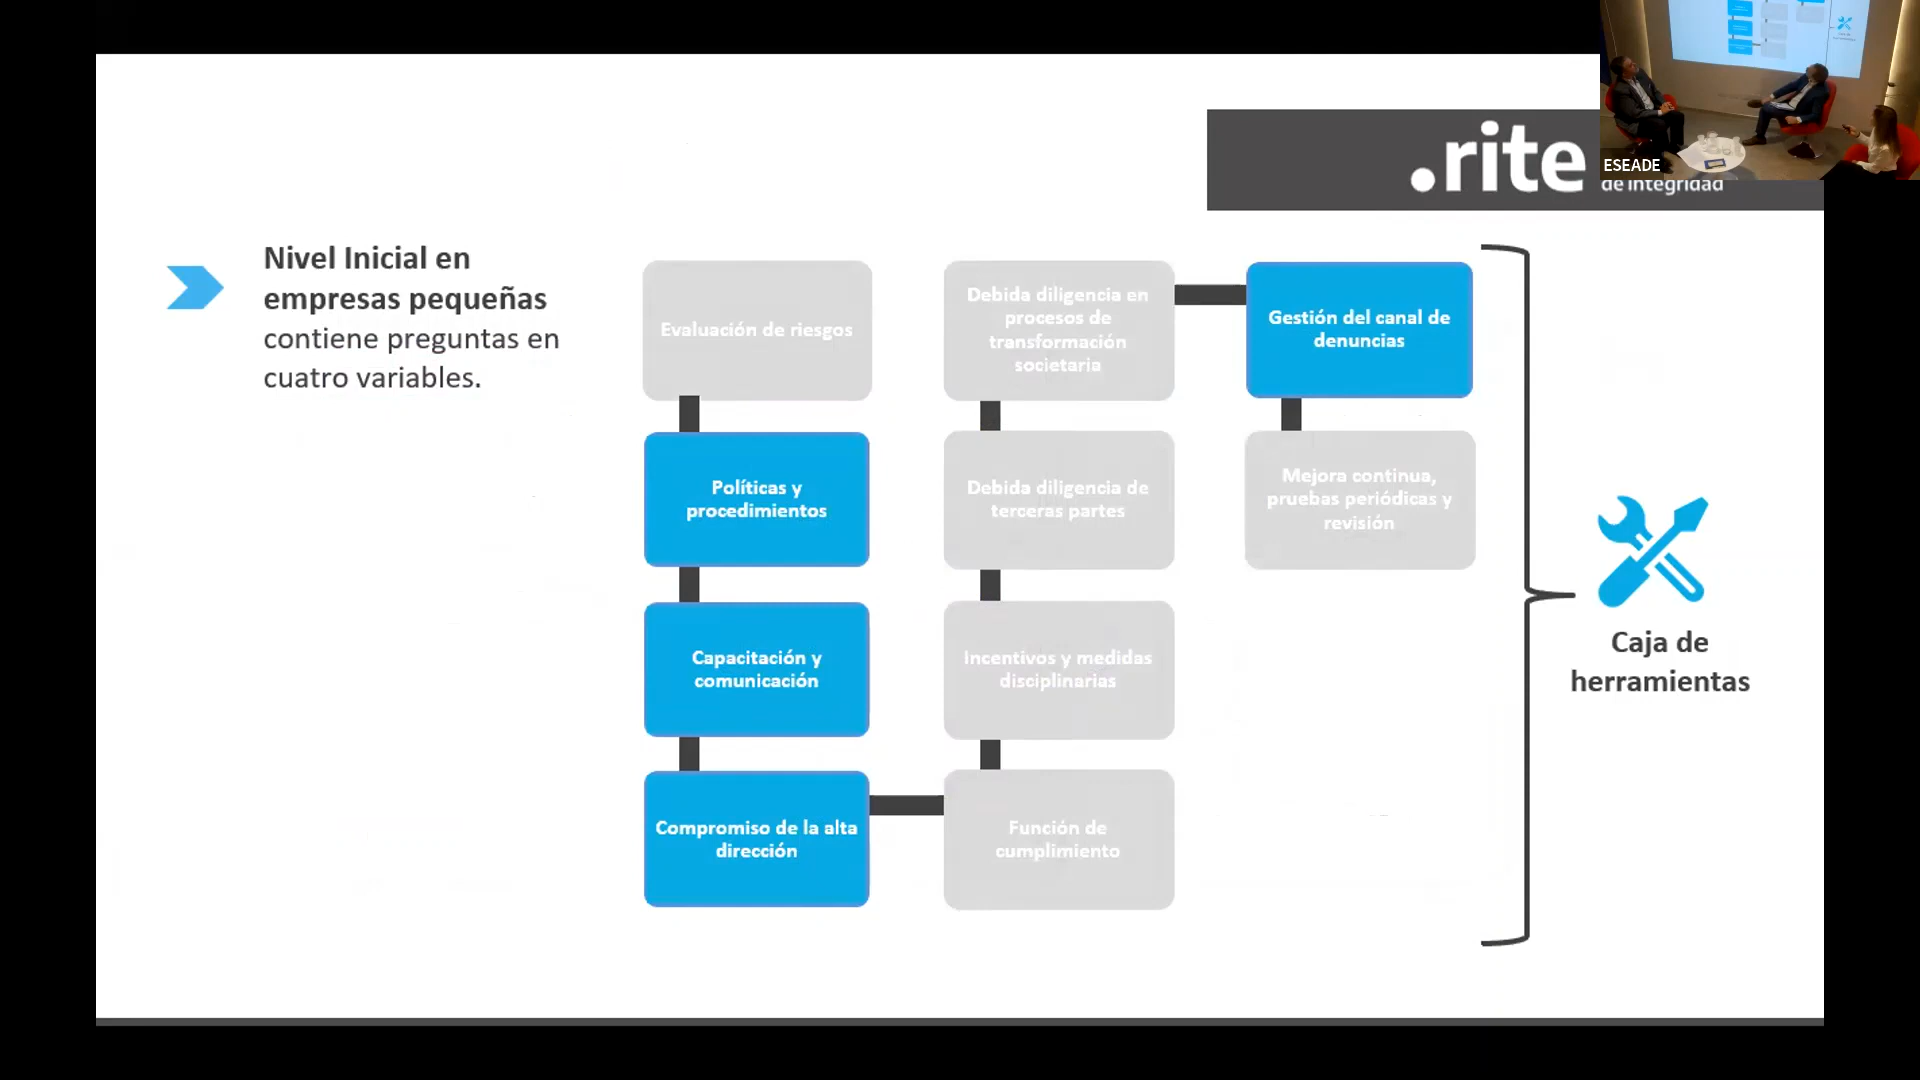 ESEADE
.rite
de integridad
Nivel Inicial en
empresas pequeñas
contiene preguntas en
cuatro variables.
Evaluación de riesgos
Políticas y
procedimientos
Capacitación y
comunicación
Compromiso de la alta
dirección
Debida diligencia en
procesos de
transformación
societaria
Debida diligencia de
terceras partes
Incentivos y medidas
disciplinarias
Función de
cumplimiento
Gestión del canal de
denuncias
Mejora continua,
pruebas periódicas y
revisión
Caja de
herramientas